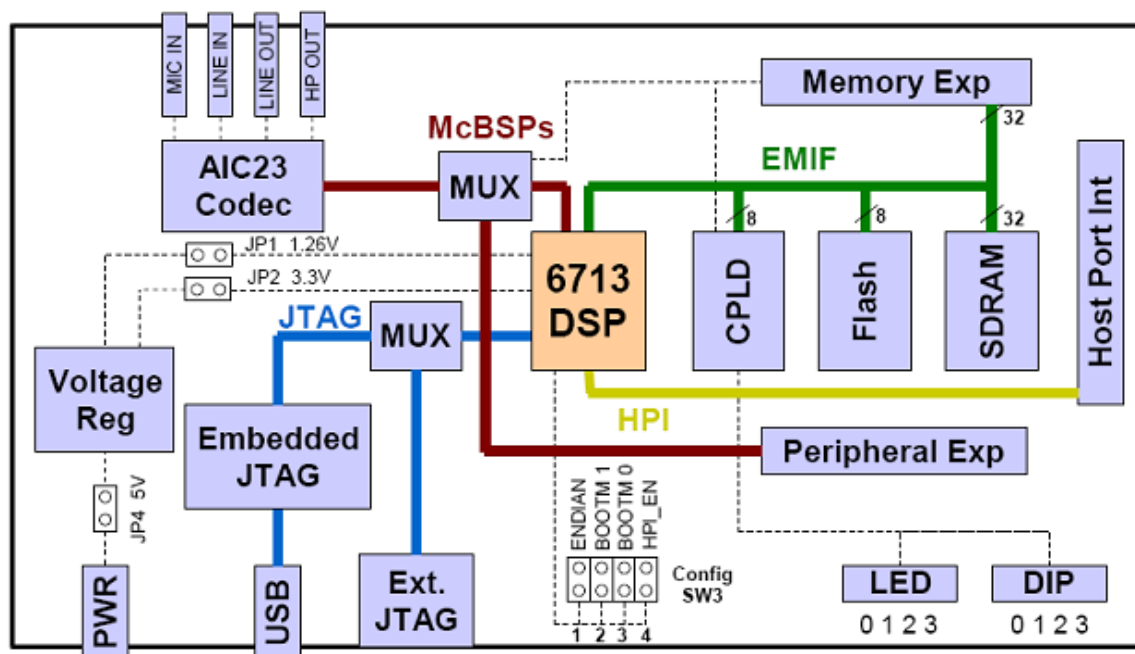 MIC IN
LINE IN
LINE OUT
HP OUT
Memory Exp
32
McBSPs
AIC23
Codec
MUX
EMIF
8
8
32
Host Port Int
JP1 1.26V
JP2 3.3V
6713
DSP
CPLD
Flash
SDRAM
JTAG
MUX
Voltage
Reg
Embedded
JTAG
HPI
Peripheral Exp
JP4 5V
ENDIAN
BOOTM 1
BOOTM 0
HPI_EN
Config
SW3
1 2 3 4
PWR
USB
Ext.
JTAG
LED
0 1 2 3
DIP
0 1 2 3